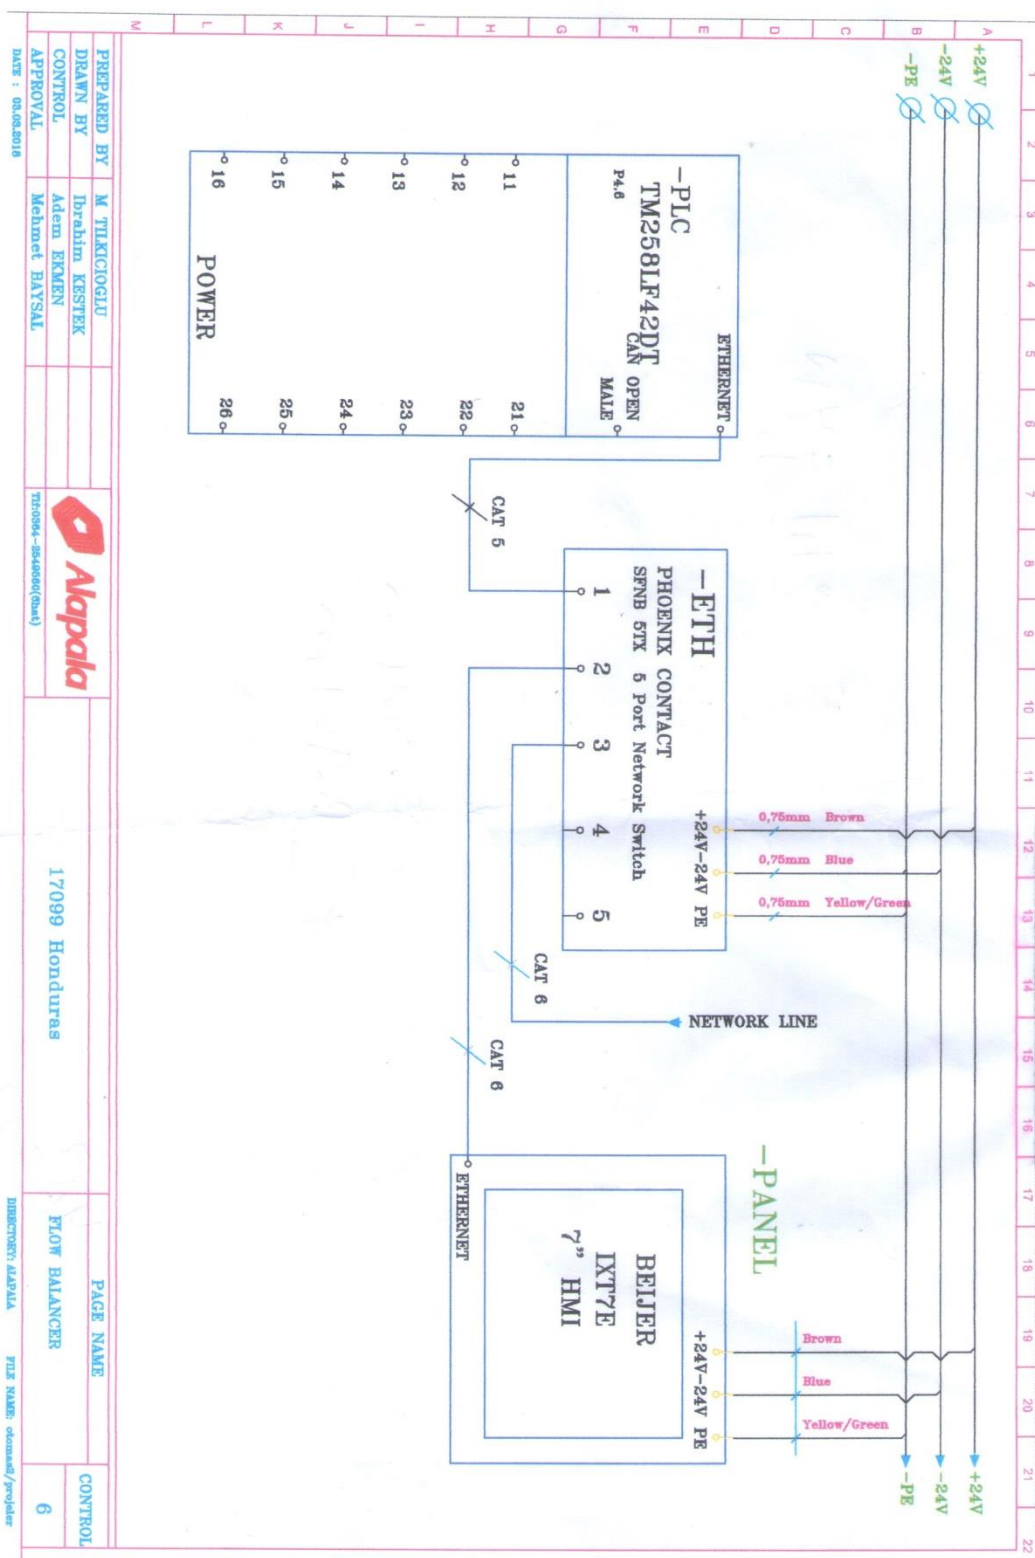 1 2 3 4 5 6 7 8 9 10 11 12 13 14 15 16 17 18 19 20 21 22
A
B
C
D
E
F
G
H
I
J
K
L
M
+24V +24V
-24V -24V
-PE -PE
0,75mm Brown
0,75mm Blue
0,75mm Yellow/Green
Brown
Blue
Yellow/Green
-PLC
TM258LF42DT
P4.6
ETHERNET
CAN OPEN
MALE
11 21
12 22
13 23
14 24
15 25
16 26
POWER
CAT 5
-ETH
PHOENIX CONTACT
SFNB 5TX 5 Port Network Switch
+24V-24V PE
1 2 3 4 5
CAT 6
NETWORK LINE
CAT 6
-PANEL
+24V-24V PE
BEIJER
IXT7E
7" HMI
ETHERNET
PREPARED BY M TILKICIOGLU
DRAWN BY Ibrahim KESTEK
CONTROL Adem EKMEN
APPROVAL Mehmet BAYSAL
DATE : 03.08.2016
Alapala
17099 Honduras
PAGE NAME
FLOW BALANCER
CONTROL
6
DIRECTORY: ALAPALA FILE NAME: otomas2/projeler